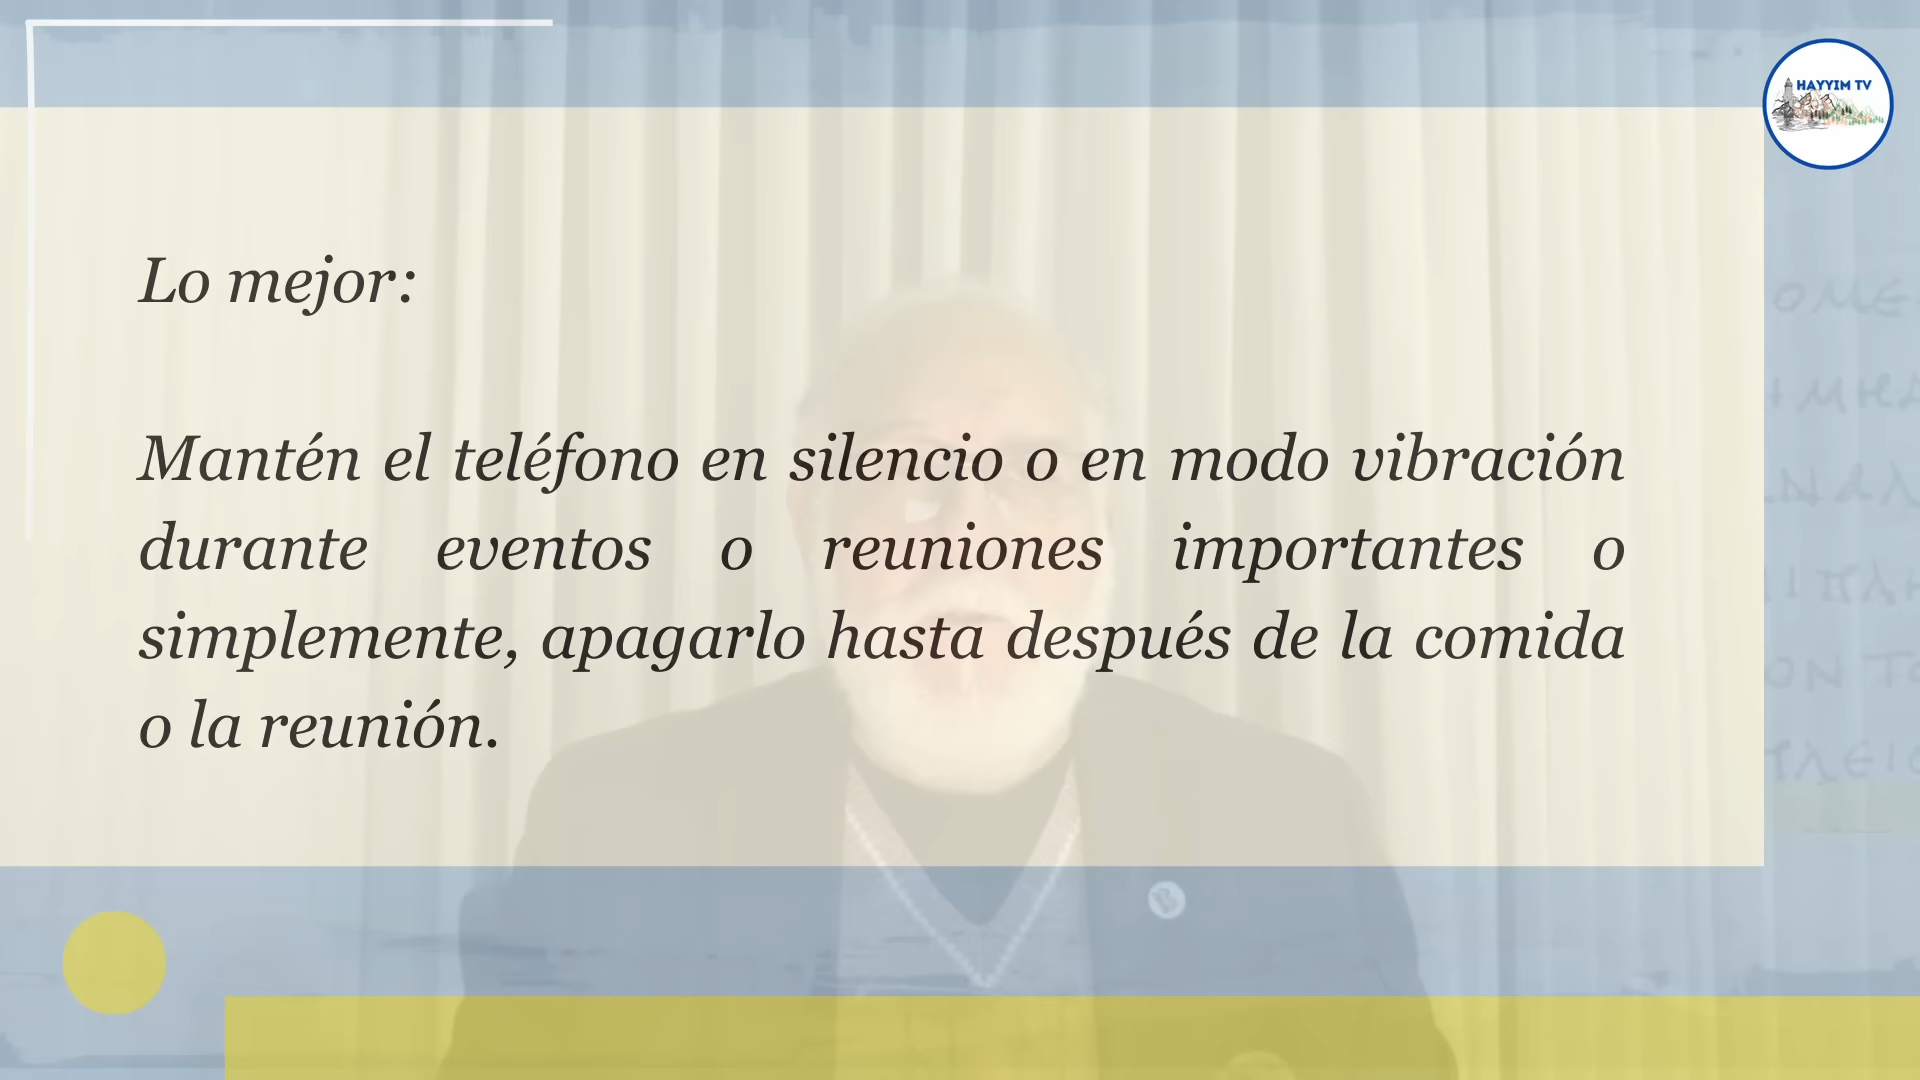 HAYYIM TV
Lo mejor:
Mantén el teléfono en silencio o en modo vibración
durante eventos o reuniones importantes o
simplemente, apagarlo hasta después de la comida
o la reunión.